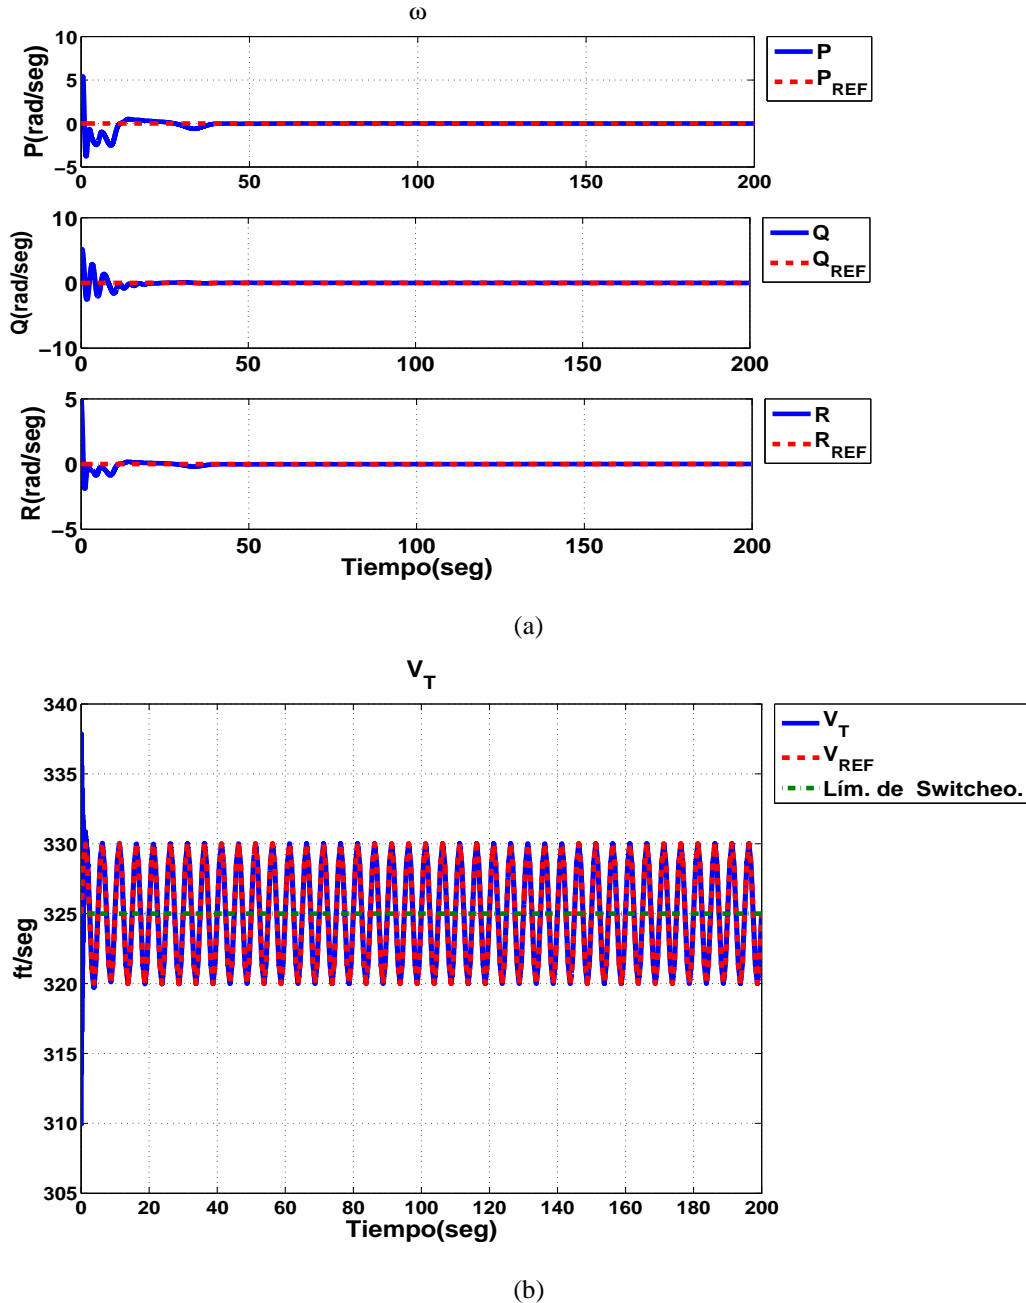 ω
10
5
0
−5
P(rad/seg)
0 50 100 150 200
P
P_REF
10
0
−10
Q(rad/seg)
0 50 100 150 200
Q
Q_REF
5
0
−5
R(rad/seg)
0 50 100 150 200
Tiempo(seg)
R
R_REF
(a)
V_T
340
335
330
325
320
315
310
305
ft/seg
0 20 40 60 80 100 120 140 160 180 200
Tiempo(seg)
V_T
V_REF
Lím. de Switcheo.
(b)